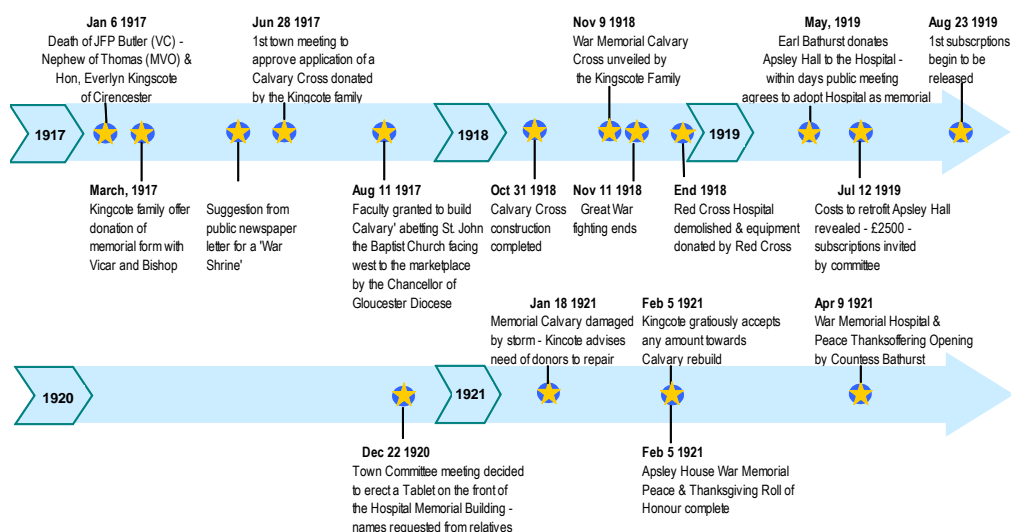 Jan 6 1917
Death of JFP Butler (VC) -
Nephew of Thomas (MVO) &
Hon, Everlyn Kingscote
of Cirencester
Jun 28 1917
1st town meeting to
approve application of a
Calvary Cross donated
by the Kingcote family
Nov 9 1918
War Memorial Calvary
Cross unveiled by
the Kingscote Family
May, 1919
Earl Bathurst donates
Apsley Hall to the Hospital -
within days public meeting
agrees to adopt Hospital as memorial
Aug 23 1919
1st subscrptions
begin to be
released
1917
1918
1919
March, 1917
Kingcote family offer
donation of
memorial form with
Vicar and Bishop
Suggestion from
public newspaper
letter for a 'War
Shrine'
Aug 11 1917
Faculty granted to build
Calvary' abetting St. John
the Baptist Church facing
west to the marketplace
by the Chancellor of
Gloucester Diocese
Oct 31 1918
Calvary Cross
construction
completed
Nov 11 1918
Great War
fighting ends
End 1918
Red Cross Hospital
demolished & equipment
donated by Red Cross
Jul 12 1919
Costs to retrofit Apsley Hall
revealed - £2500 -
subscriptions invited
by committee
Jan 18 1921
Memorial Calvary damaged
by storm - Kincote advises
need of donors to repair
Feb 5 1921
Kingcote gratiously accepts
any amount towards
Calvary rebuild
Apr 9 1921
War Memorial Hospital &
Peace Thanksoffering Opening
by Countess Bathurst
1920
1921
Dec 22 1920
Town Committee meeting decided
to erect a Tablet on the front of
the Hospital Memorial Building -
names requested from relatives
Feb 5 1921
Apsley House War Memorial
Peace & Thanksgiving Roll of
Honour complete